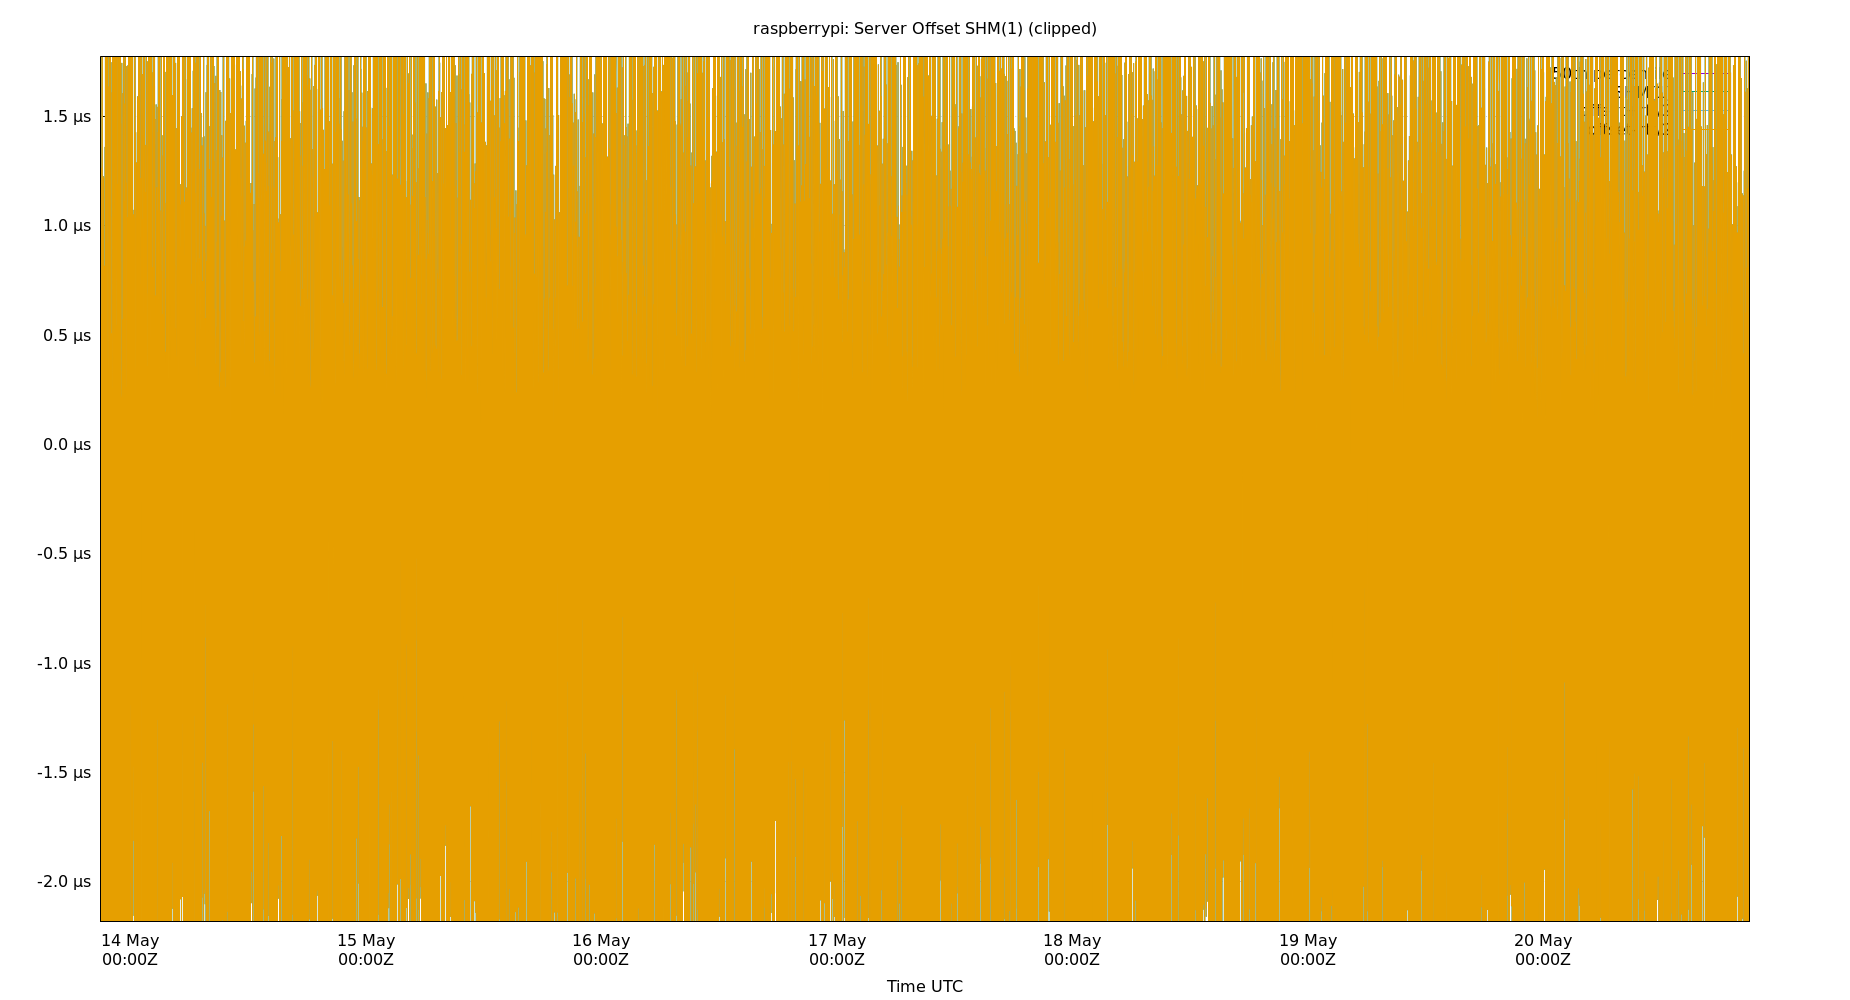 raspberrypi: Server Offset SHM(1) (clipped)
1.5 µs
1.0 µs
0.5 µs
0.0 µs
-0.5 µs
-1.0 µs
-1.5 µs
-2.0 µs
14 May 15 May 16 May 17 May 18 May 19 May 20 May
00:00Z 00:00Z 00:00Z 00:00Z 00:00Z 00:00Z 00:00Z
Time UTC